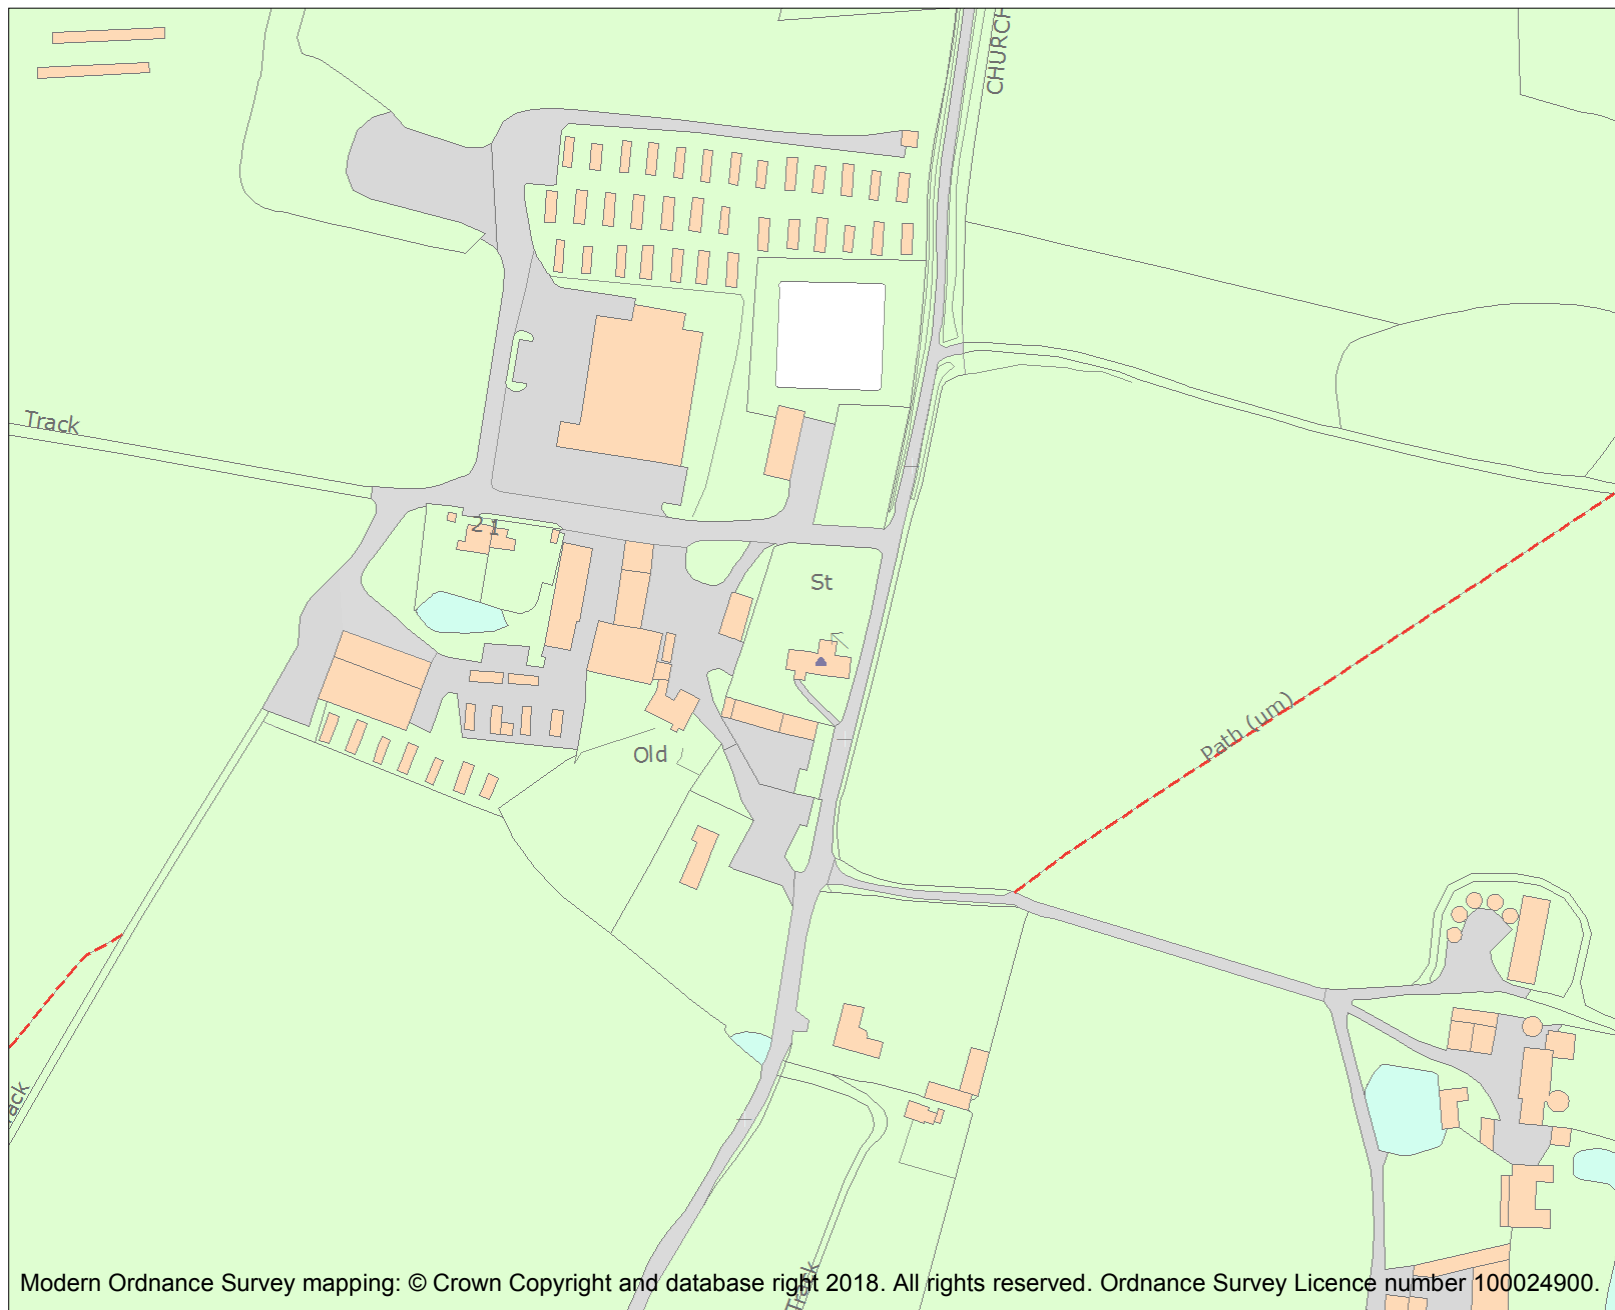 CHURCH
Track
21
St
Old
Path (um)
Track
Modern Ordnance Survey mapping: © Crown Copyright and database right 2018. All rights reserved. Ordnance Survey Licence number 100024900.